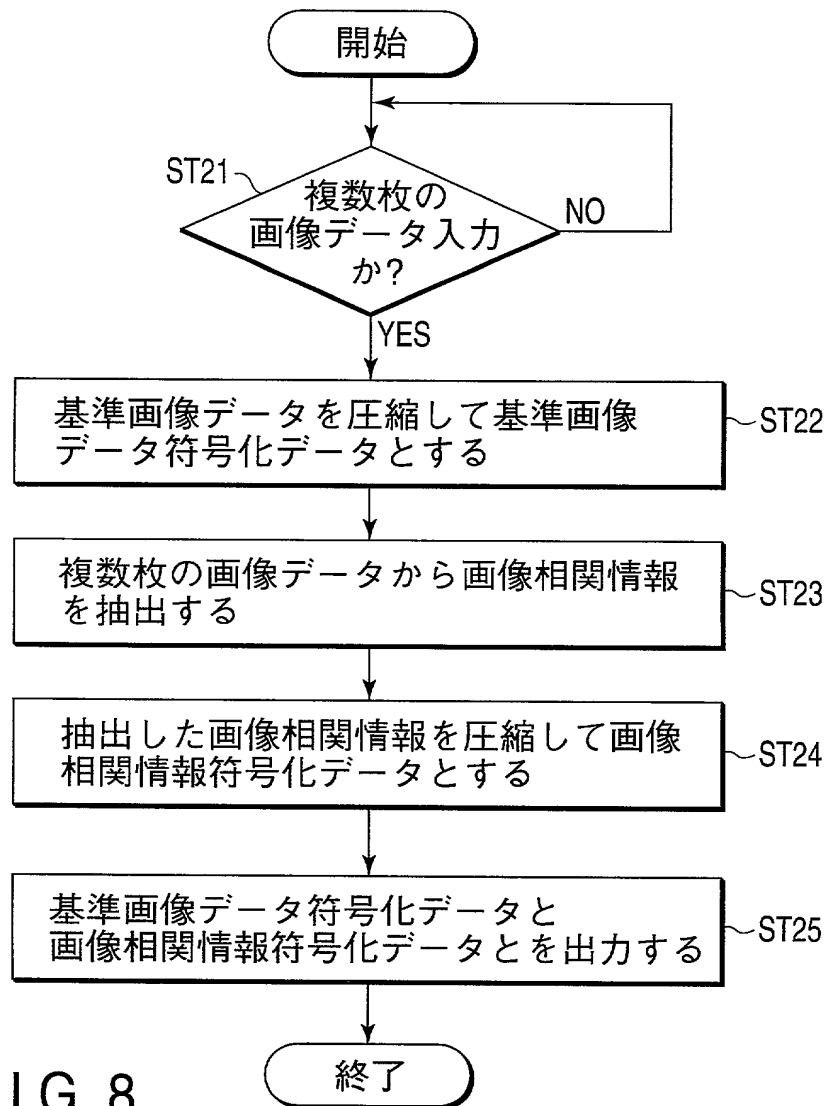 開始
ST21
複数枚の
画像データ入力
か?
NO
YES
基準画像データを圧縮して基準画像
データ符号化データとする
ST22
複数枚の画像データから画像相関情報
を抽出する
ST23
抽出した画像相関情報を圧縮して画像
相関情報符号化データとする
ST24
基準画像データ符号化データと
画像相関情報符号化データとを出力する
ST25
終了
IG. 8